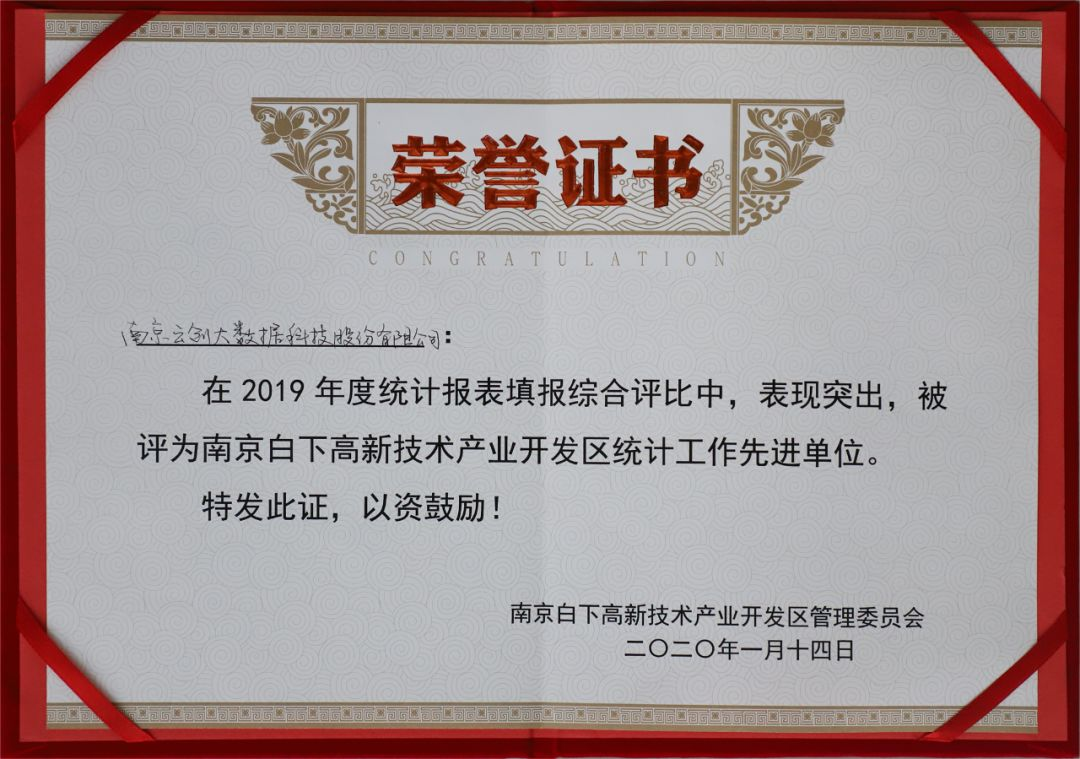 荣誉证书
CONGRATULATION
南京云创大数据科技股份有限公司：
在2019年度统计报表填报综合评比中，表现突出，被
评为南京白下高新技术产业开发区统计工作先进单位。
特发此证，以资鼓励！
南京白下高新技术产业开发区管理委员会
二〇二〇年一月十四日